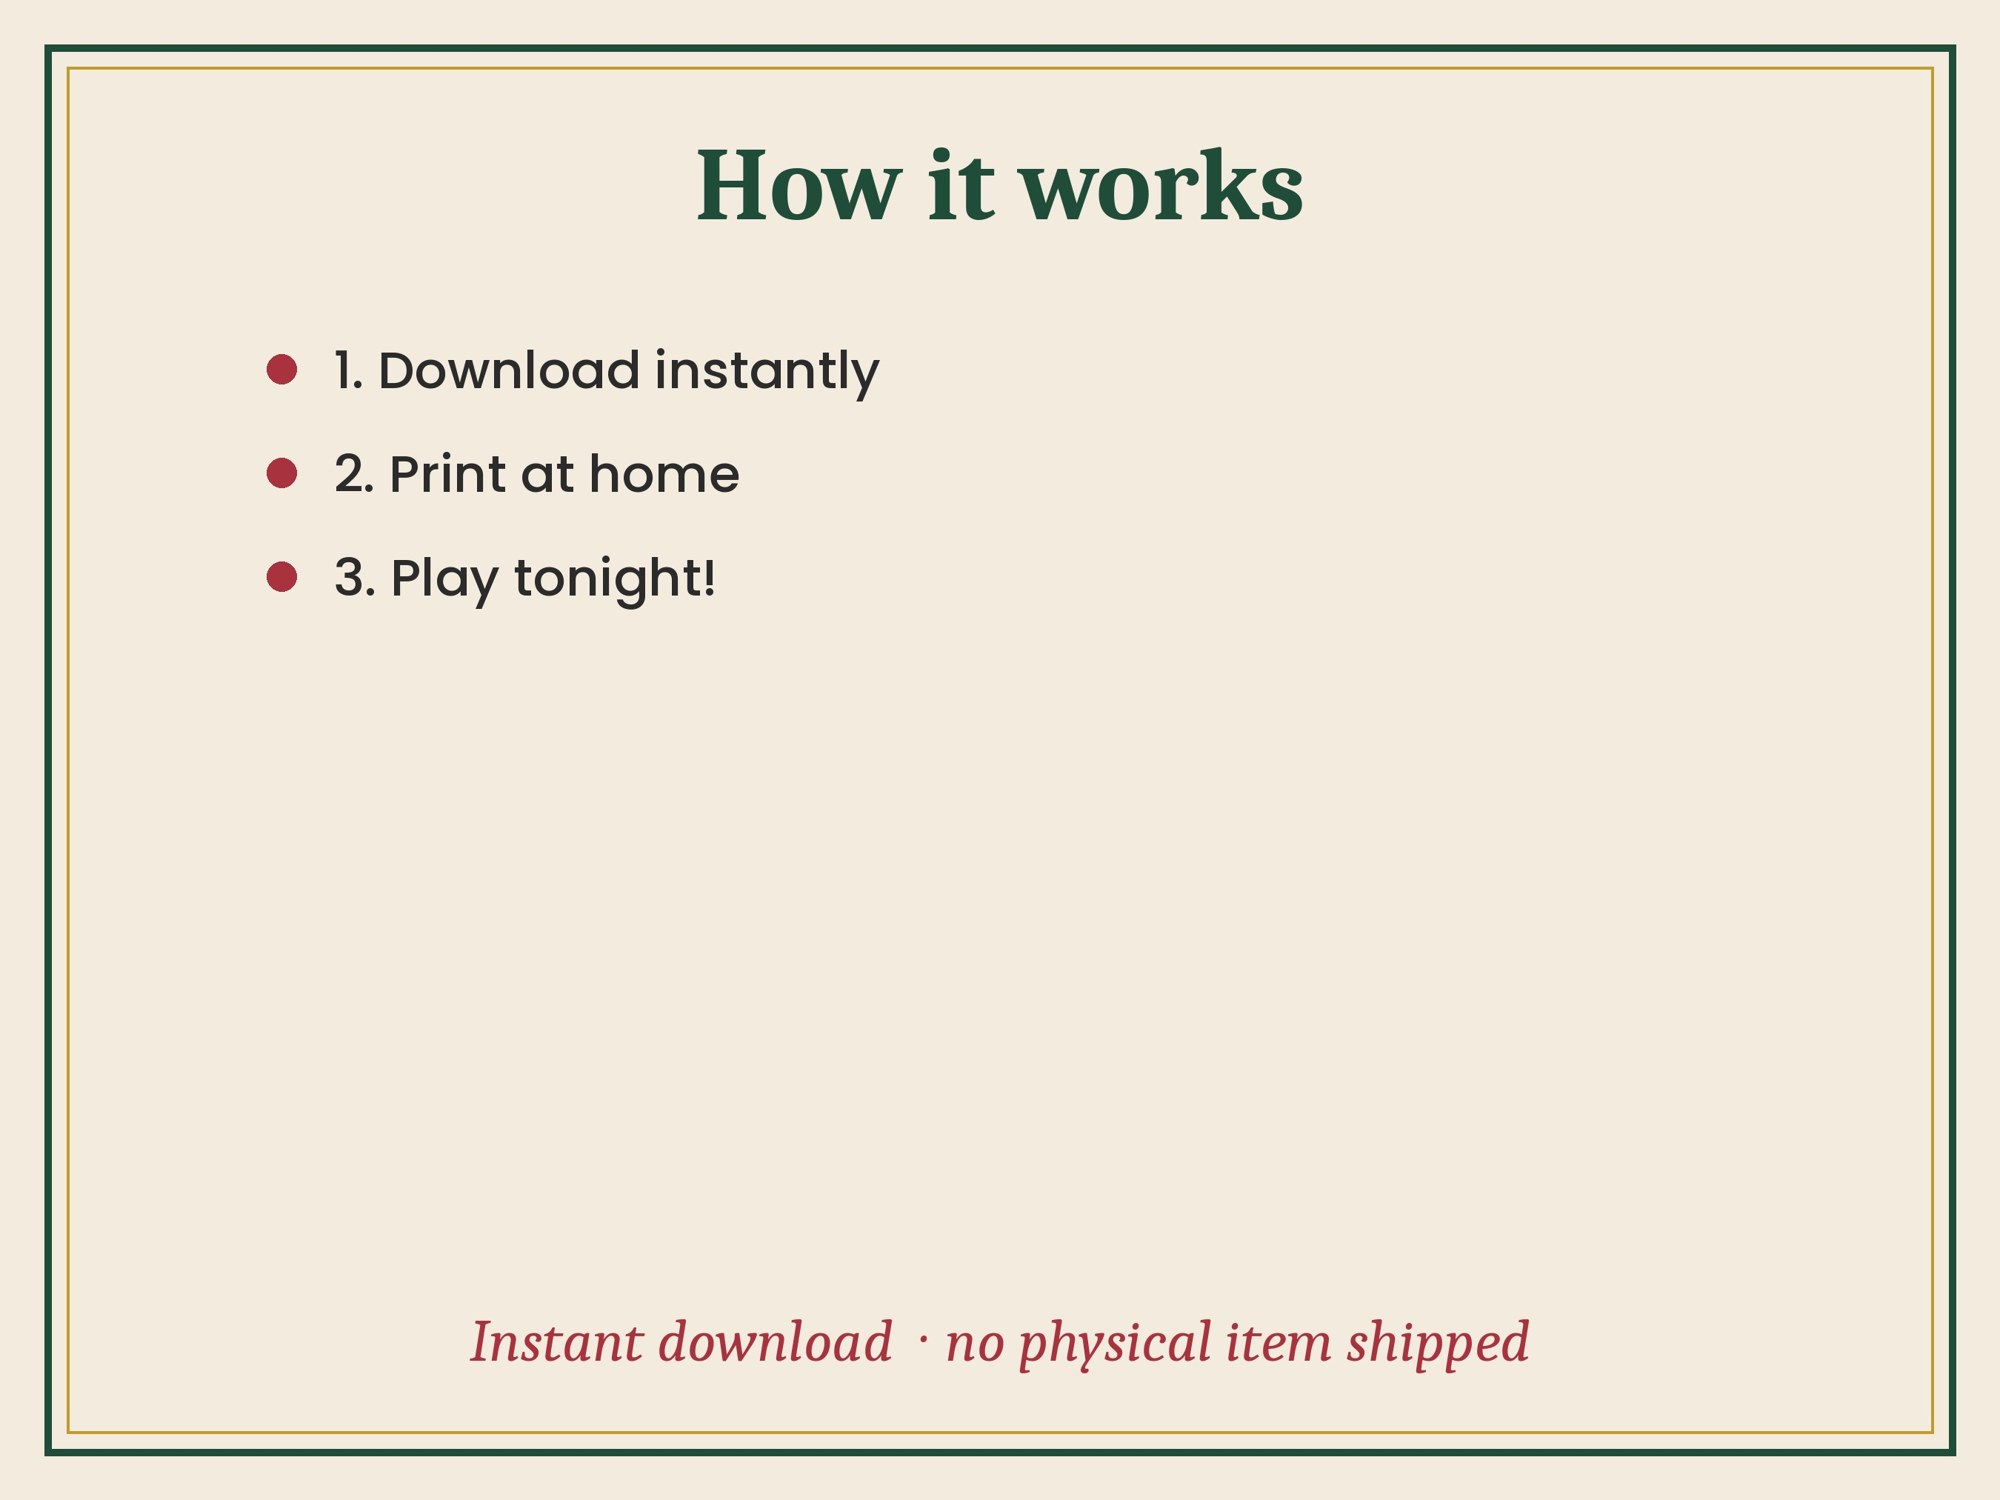 How it works
1. Download instantly
2. Print at home
3. Play tonight!
Instant download · no physical item shipped